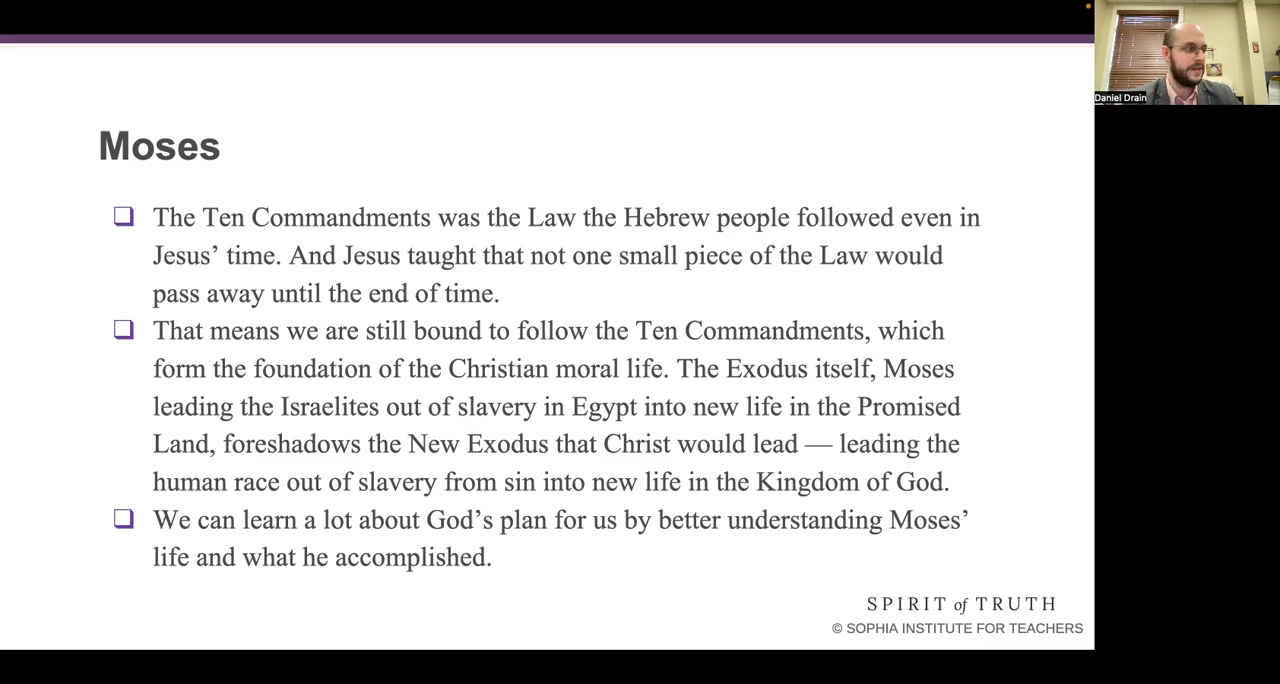 Daniel Drain
Moses
❑ The Ten Commandments was the Law the Hebrew people followed even in
Jesus’ time. And Jesus taught that not one small piece of the Law would
pass away until the end of time.
❑ That means we are still bound to follow the Ten Commandments, which
form the foundation of the Christian moral life. The Exodus itself, Moses
leading the Israelites out of slavery in Egypt into new life in the Promised
Land, foreshadows the New Exodus that Christ would lead — leading the
human race out of slavery from sin into new life in the Kingdom of God.
❑ We can learn a lot about God’s plan for us by better understanding Moses’
life and what he accomplished.
SPIRIT of TRUTH
© SOPHIA INSTITUTE FOR TEACHERS